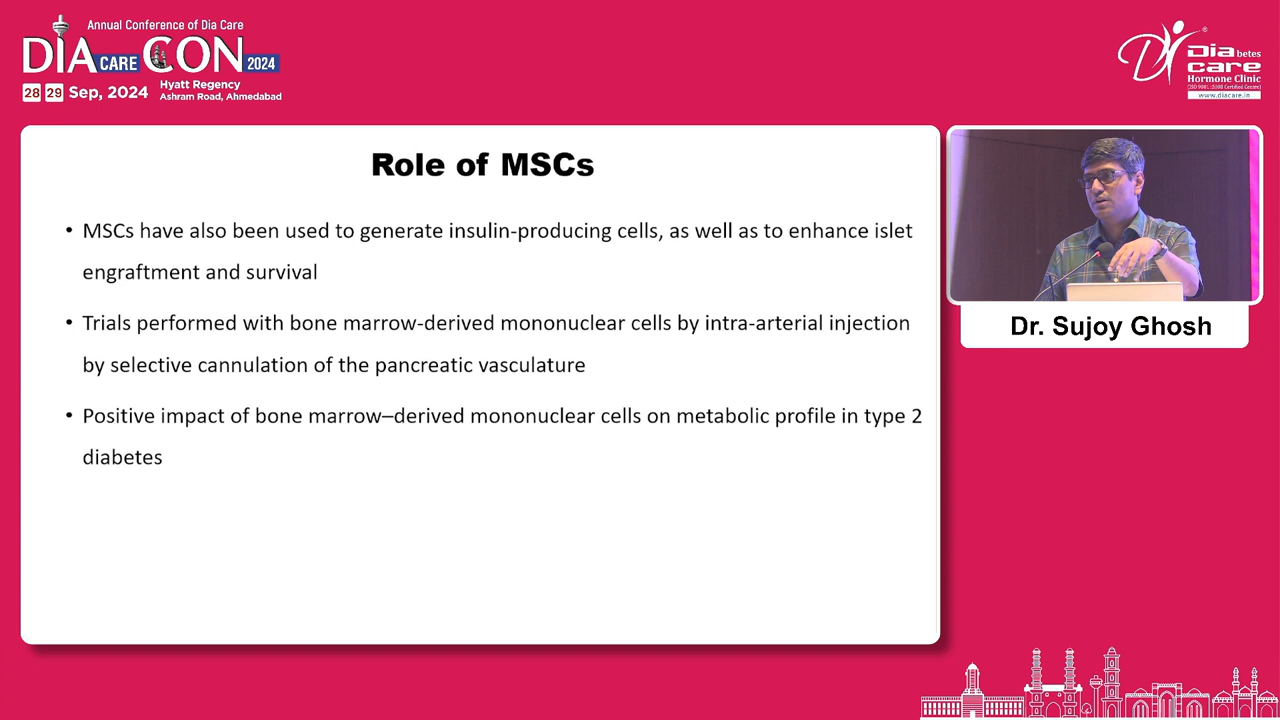 Annual Conference of Dia Care
DIA CARE CON 2024
28 29 Sep, 2024
Hyatt Regency
Ashram Road, Ahmedabad
Diabetes
care
Hormone Clinic
(ISO 9001:2008 Certified Centre)
www.diacare.in
Role of MSCs
• MSCs have also been used to generate insulin-producing cells, as well as to enhance islet
engraftment and survival
• Trials performed with bone marrow-derived mononuclear cells by intra-arterial injection
by selective cannulation of the pancreatic vasculature
• Positive impact of bone marrow–derived mononuclear cells on metabolic profile in type 2
diabetes
Dr. Sujoy Ghosh